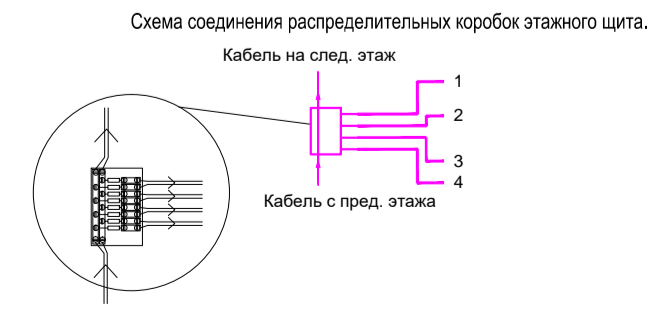 Схема соединения распределительных коробок этажного щита.
Кабель на след. этаж
1
2
3
4
Кабель с пред. этажа